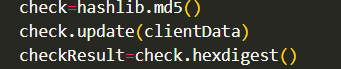 check=hashlib.md5()
check.update(clientData)
checkResult=check.hexdigest()